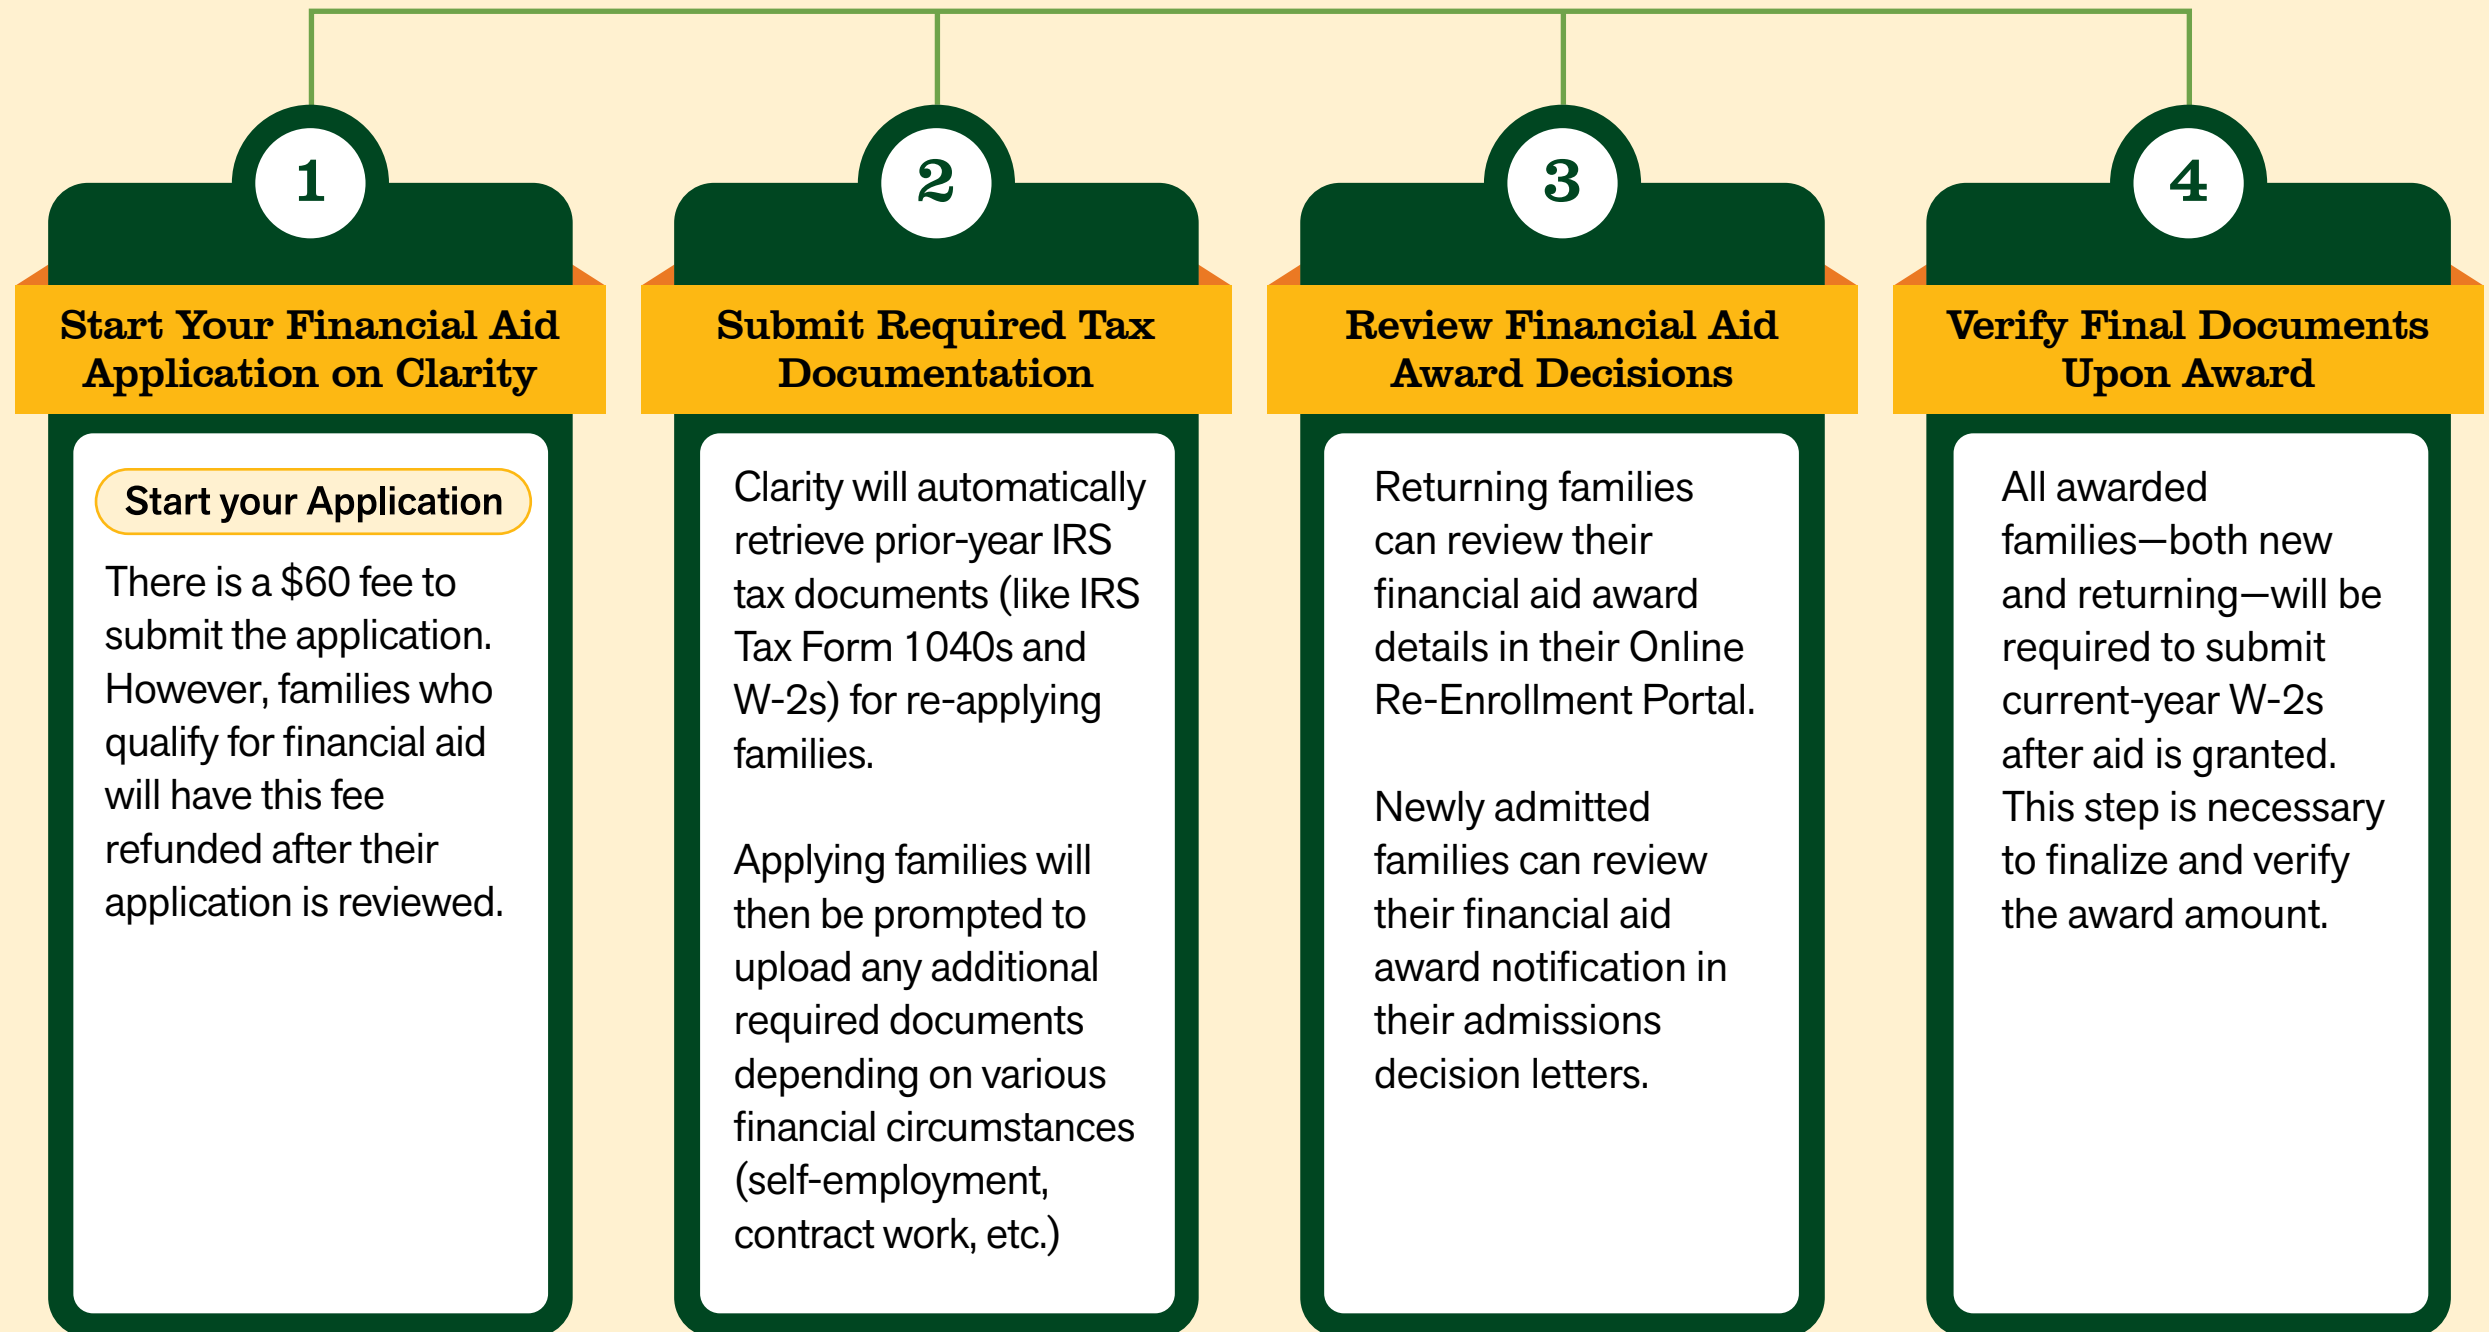 1
Start Your Financial Aid
Application on Clarity
Start your Application
There is a $60 fee to
submit the application.
However, families who
qualify for financial aid
will have this fee
refunded after their
application is reviewed.
2
Submit Required Tax
Documentation
Clarity will automatically
retrieve prior-year IRS
tax documents (like IRS
Tax Form 1040s and
W-2s) for re-applying
families.
Applying families will
then be prompted to
upload any additional
required documents
depending on various
financial circumstances
(self-employment,
contract work, etc.)
3
Review Financial Aid
Award Decisions
Returning families
can review their
financial aid award
details in their Online
Re-Enrollment Portal.
Newly admitted
families can review
their financial aid
award notification in
their admissions
decision letters.
4
Verify Final Documents
Upon Award
All awarded
families—both new
and returning—will be
required to submit
current-year W-2s
after aid is granted.
This step is necessary
to finalize and verify
the award amount.